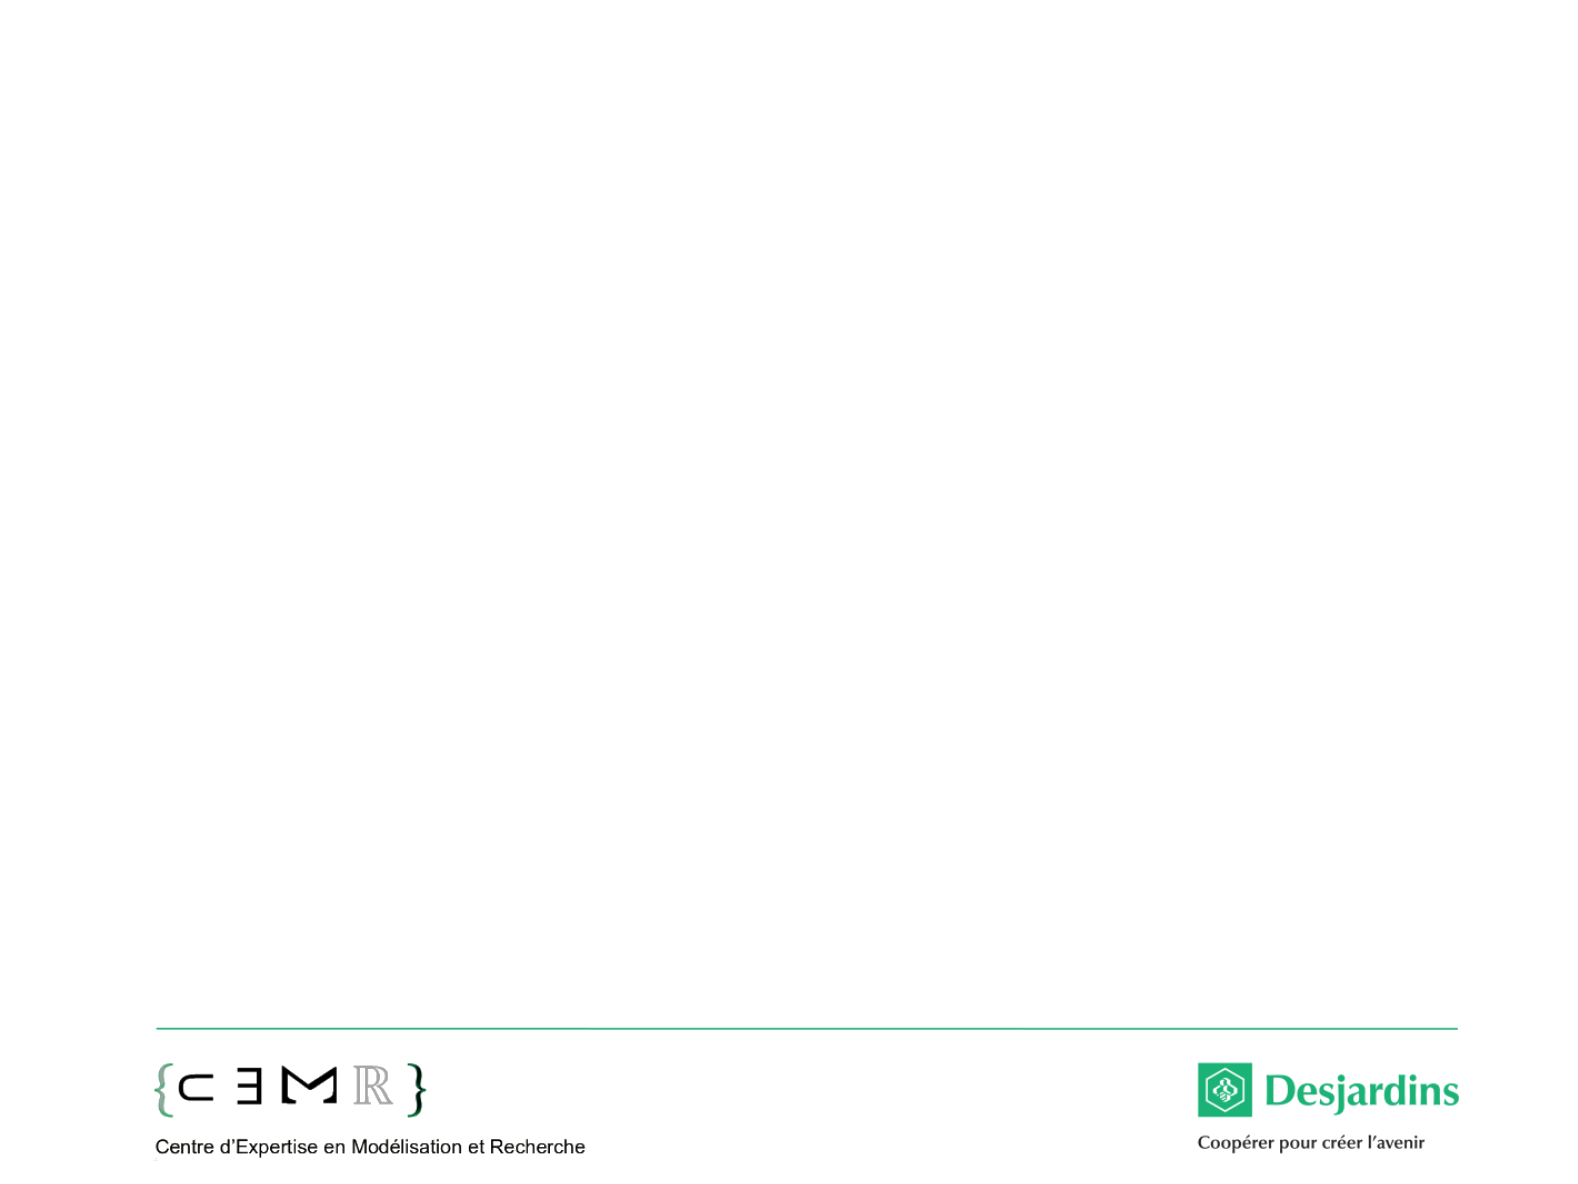 {⊂ ∃ M ℝ}
Centre d’Expertise en Modélisation et Recherche
Desjardins
Coopérer pour créer l’avenir